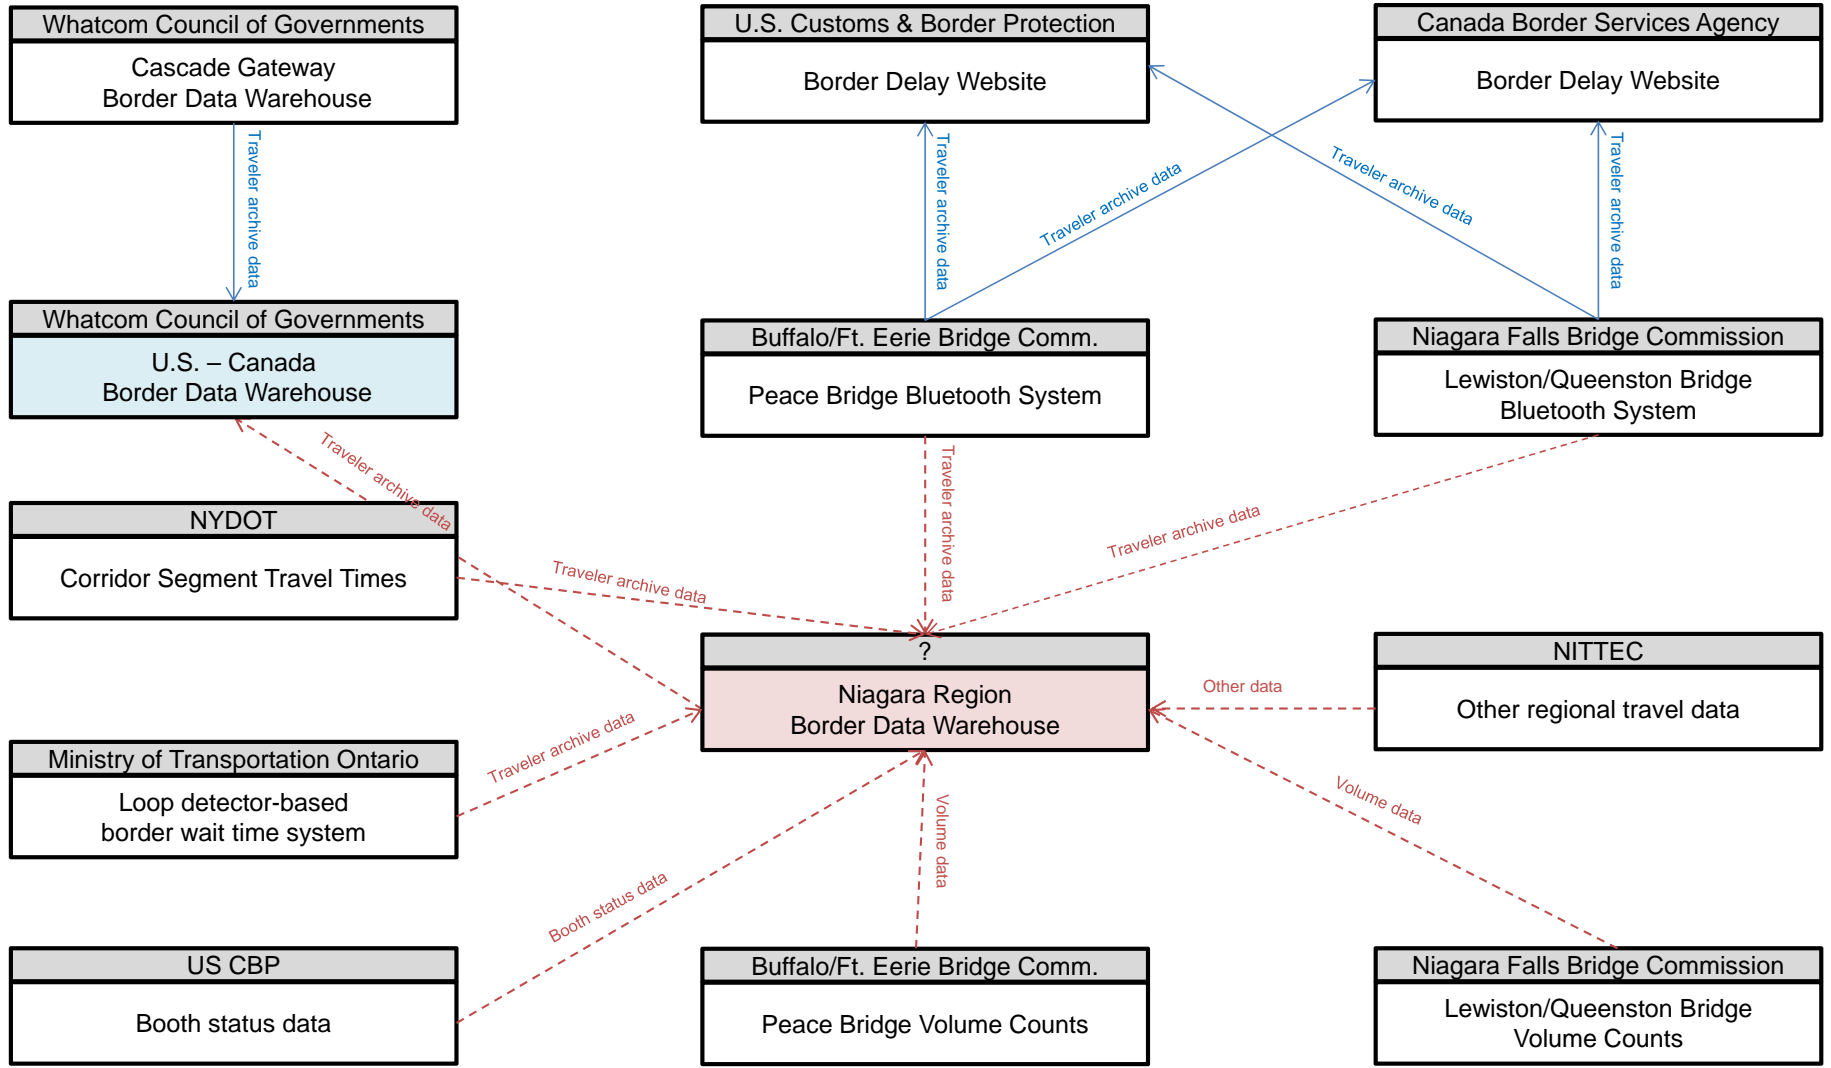 Whatcom Council of Governments
Cascade Gateway
Border Data Warehouse
U.S. Customs & Border Protection
Border Delay Website
Canada Border Services Agency
Border Delay Website
Traveler archive data
Traveler archive data
Traveler archive data
Traveler archive data
Traveler archive data
Whatcom Council of Governments
U.S. – Canada
Border Data Warehouse
Buffalo/Ft. Eerie Bridge Comm.
Peace Bridge Bluetooth System
Niagara Falls Bridge Commission
Lewiston/Queenston Bridge
Bluetooth System
Traveler archive data
Traveler archive data
Traveler archive data
Traveler archive data
NYDOT
Corridor Segment Travel Times
?
Niagara Region
Border Data Warehouse
Other data
NITTEC
Other regional travel data
Ministry of Transportation Ontario
Loop detector-based
border wait time system
Traveler archive data
Volume data
Volume data
Booth status data
US CBP
Booth status data
Buffalo/Ft. Eerie Bridge Comm.
Peace Bridge Volume Counts
Niagara Falls Bridge Commission
Lewiston/Queenston Bridge
Volume Counts